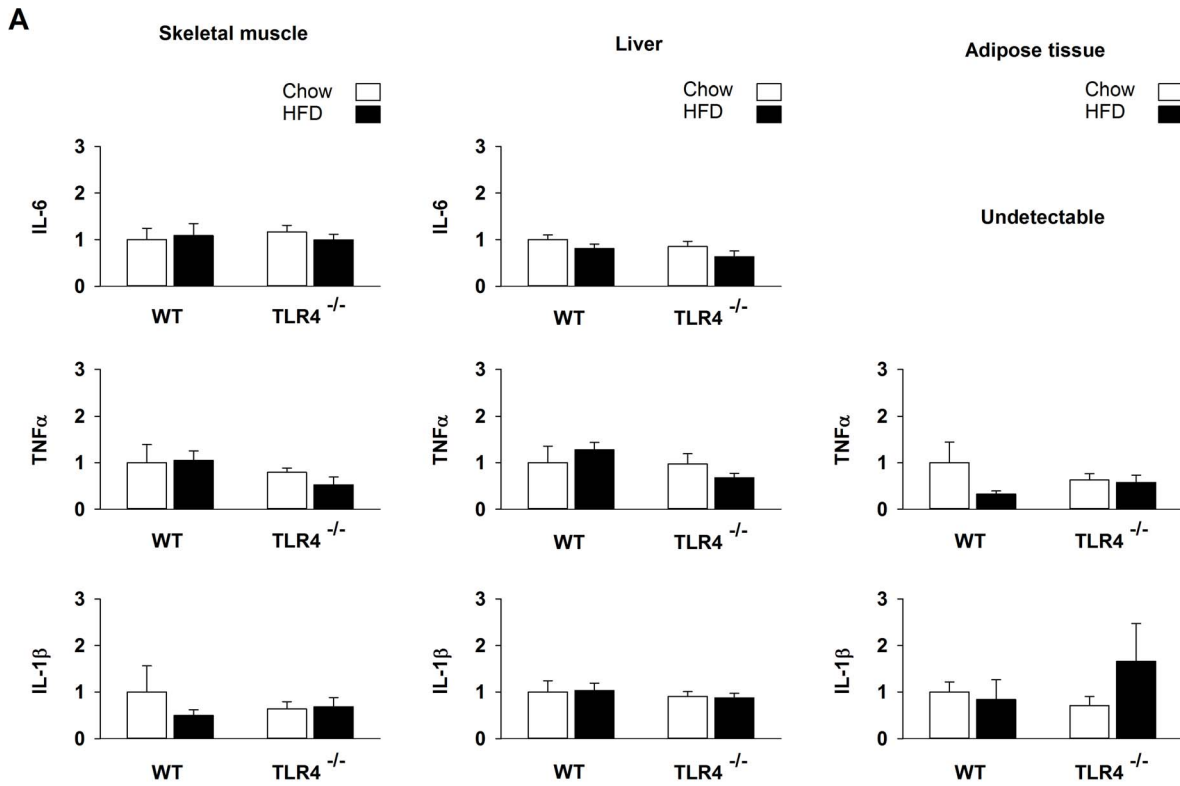 A
Skeletal muscle
Chow
HFD
3
2
1
0
IL-6
WT
TLR4 -/-
3
2
1
0
TNFα
WT
TLR4 -/-
3
2
1
0
IL-1β
WT
TLR4 -/-
Liver
Chow
HFD
3
2
1
0
IL-6
WT
TLR4 -/-
3
2
1
0
TNFα
WT
TLR4 -/-
3
2
1
0
IL-1β
WT
TLR4 -/-
Adipose tissue
Chow
HFD
Undetectable
3
2
1
0
TNFα
WT
TLR4 -/-
3
2
1
0
IL-1β
WT
TLR4 -/-